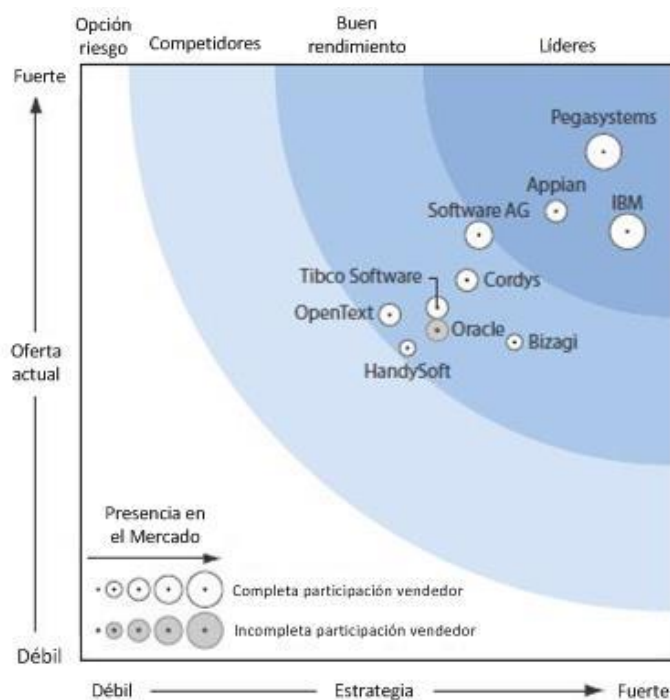 Opción
riesgo
Competidores
Buen
rendimiento
Líderes
Fuerte
Pegasystems
Appian
IBM
Software AG
Tibco Software
Cordys
OpenText
Oracle
Bizagi
HandySoft
Oferta
actual
Presencia en
el Mercado
Completa participación vendedor
Incompleta participación vendedor
Débil
Débil
Estrategia
Fuerte